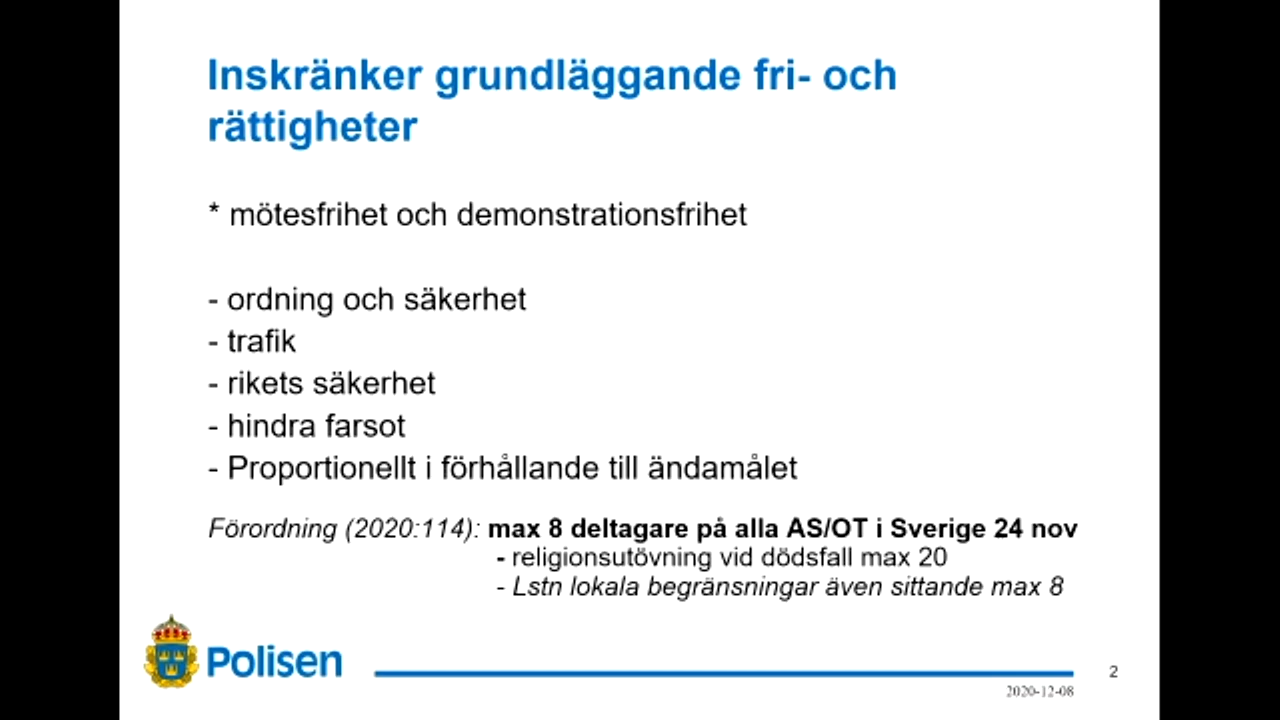 Inskränker grundläggande fri- och
rättigheter
* mötesfrihet och demonstrationsfrihet
- ordning och säkerhet
- trafik
- rikets säkerhet
- hindra farsot
- Proportionellt i förhållande till ändamålet
Förordning (2020:114): max 8 deltagare på alla AS/OT i Sverige 24 nov
- religionsutövning vid dödsfall max 20
- Lstn lokala begränsningar även sittande max 8
Polisen
2
2020-12-08